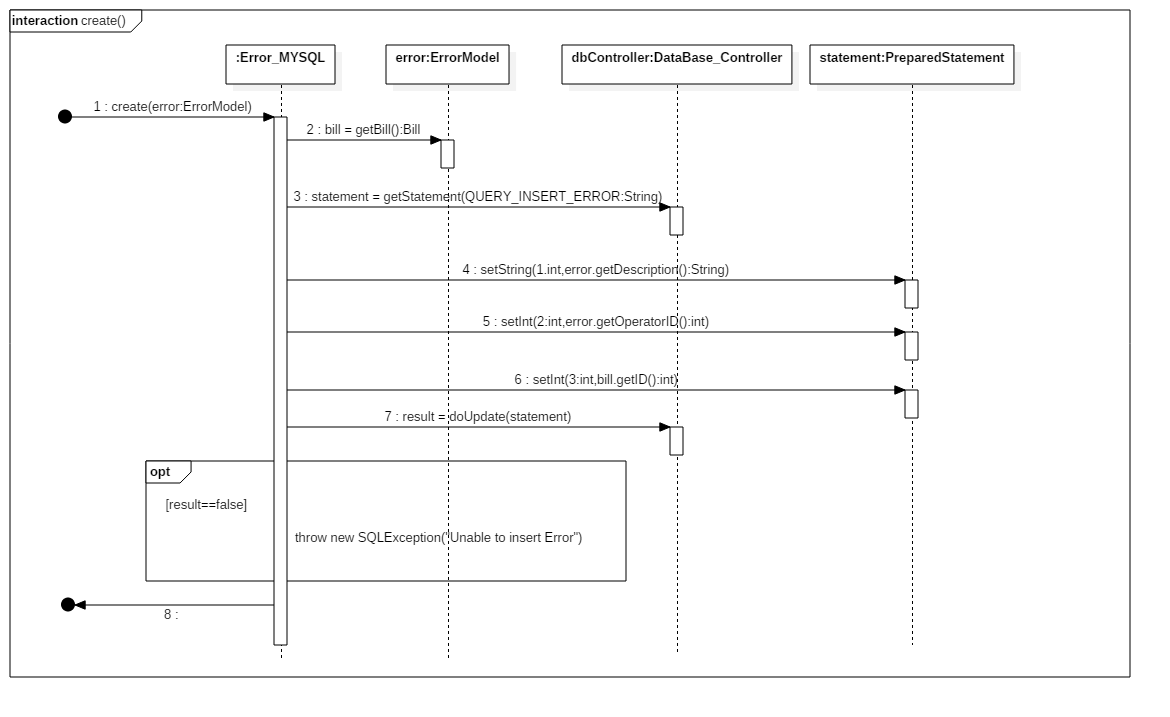 interaction create()
:Error_MYSQL
error:ErrorModel
dbController:DataBase_Controller
statement:PreparedStatement
1 : create(error:ErrorModel)
2 : bill = getBill():Bill
3 : statement = getStatement(QUERY_INSERT_ERROR:String)
4 : setString(1.int,error.getDescription():String)
5 : setInt(2:int,error.getOperatorID():int)
6 : setInt(3:int,bill.getID():int)
7 : result = doUpdate(statement)
opt
[result==false]
throw new SQLException("Unable to insert Error")
8 :